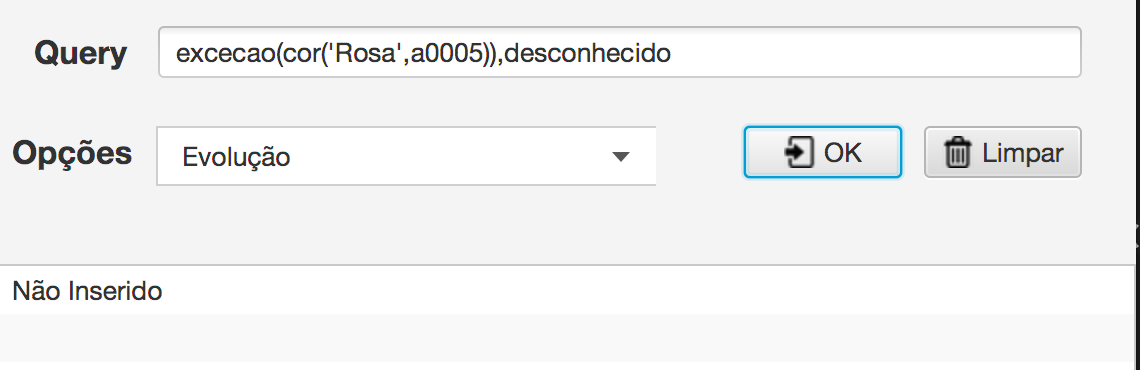 Query excecao(cor('Rosa',a0005)),desconhecido
Opções Evolução OK Limpar
Não Inserido